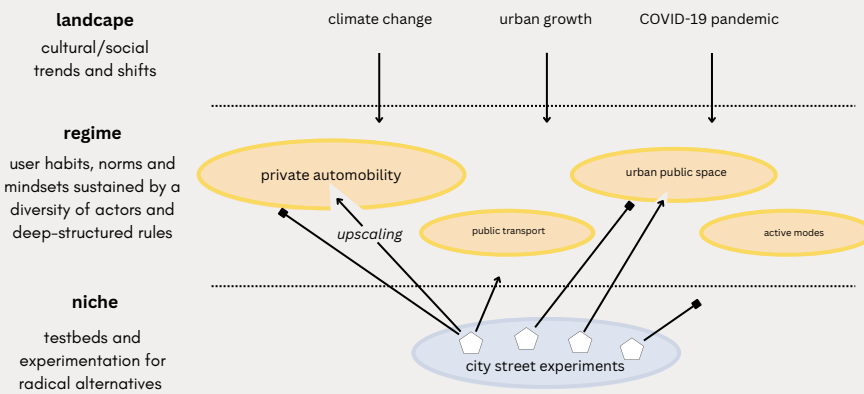 landcape
cultural/social
trends and shifts
climate change
urban growth
COVID-19 pandemic
regime
user habits, norms and
mindsets sustained by a
diversity of actors and
deep-structured rules
private automobility
urban public space
upscaling
public transport
active modes
niche
testbeds and
experimentation for
radical alternatives
city street experiments